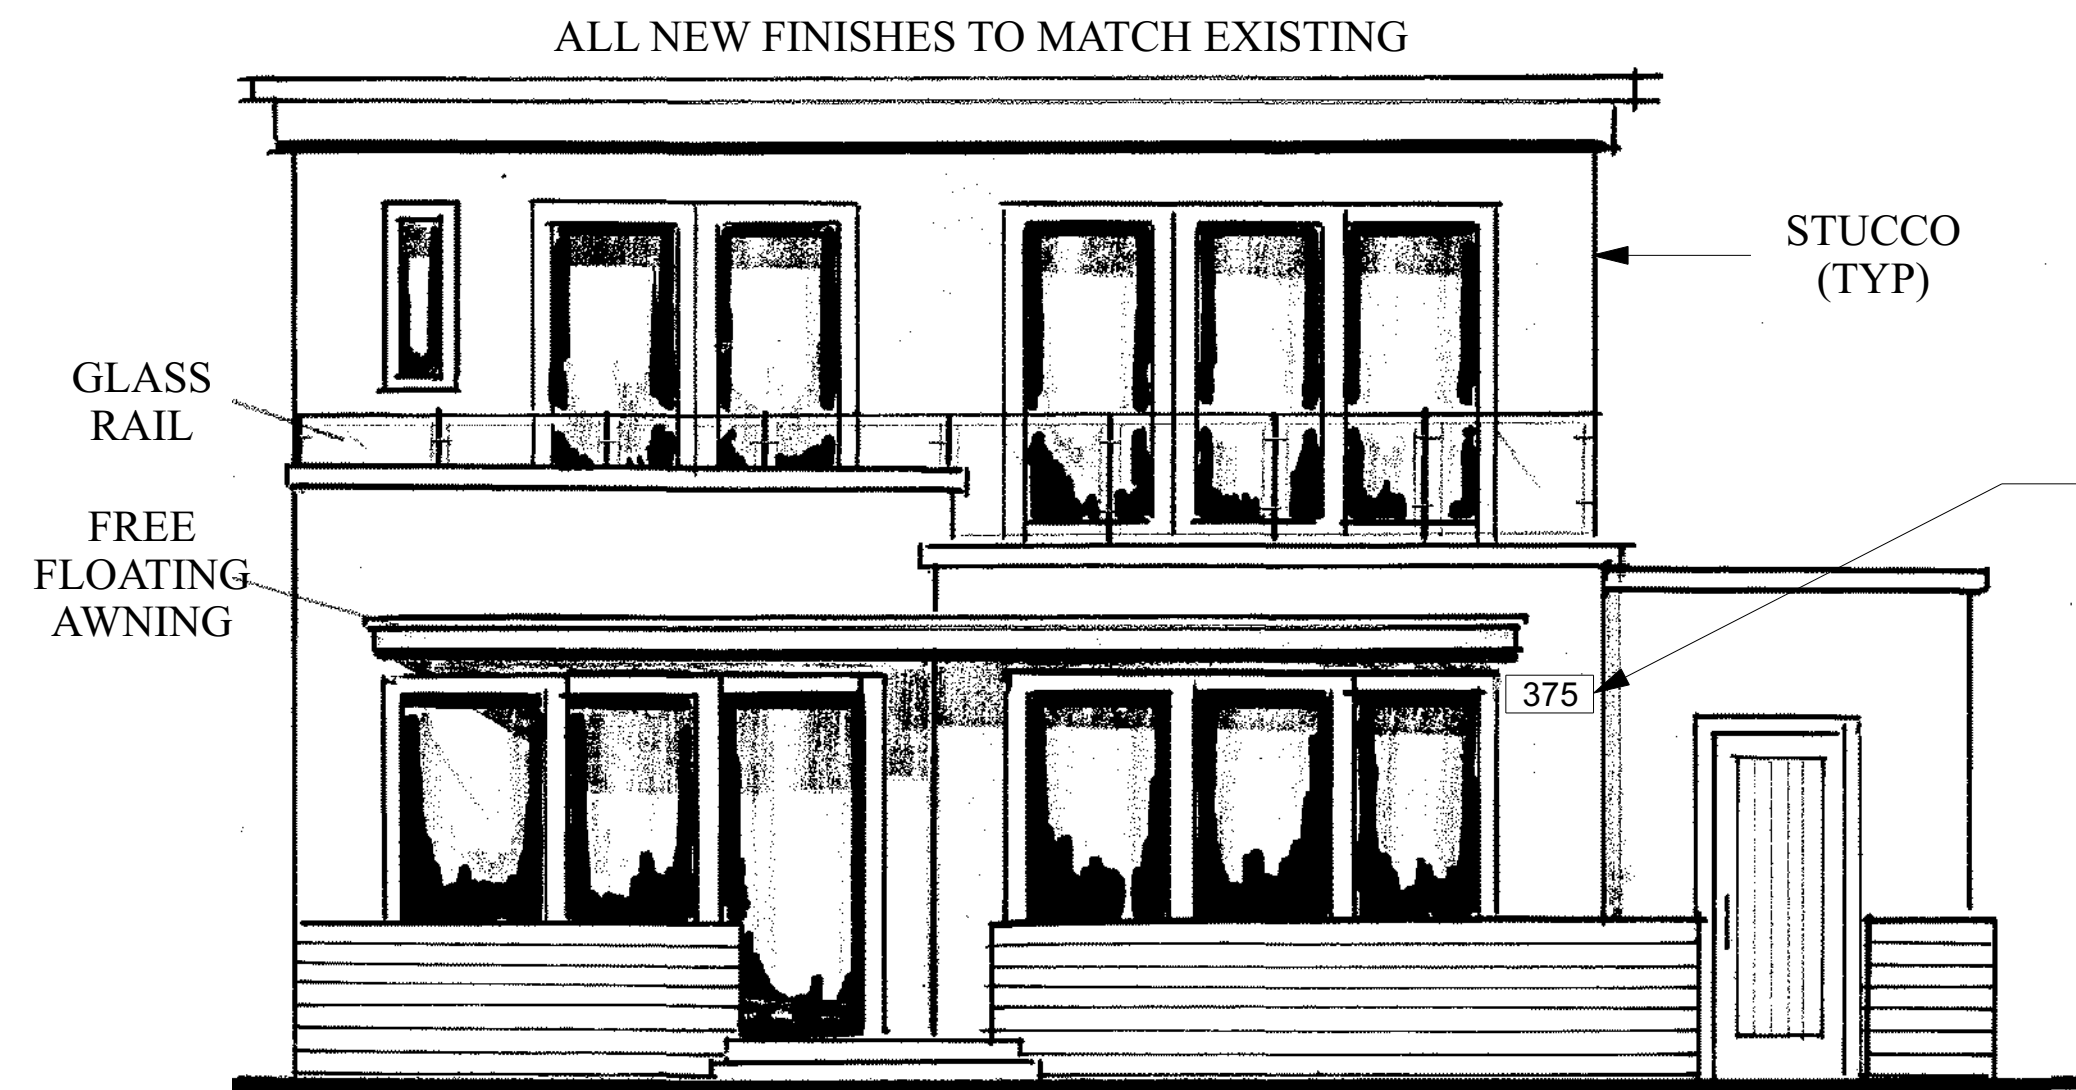 ALL NEW FINISHES TO MATCH EXISTING
STUCCO
(TYP)
GLASS
RAIL
FREE
FLOATING
AWNING
375